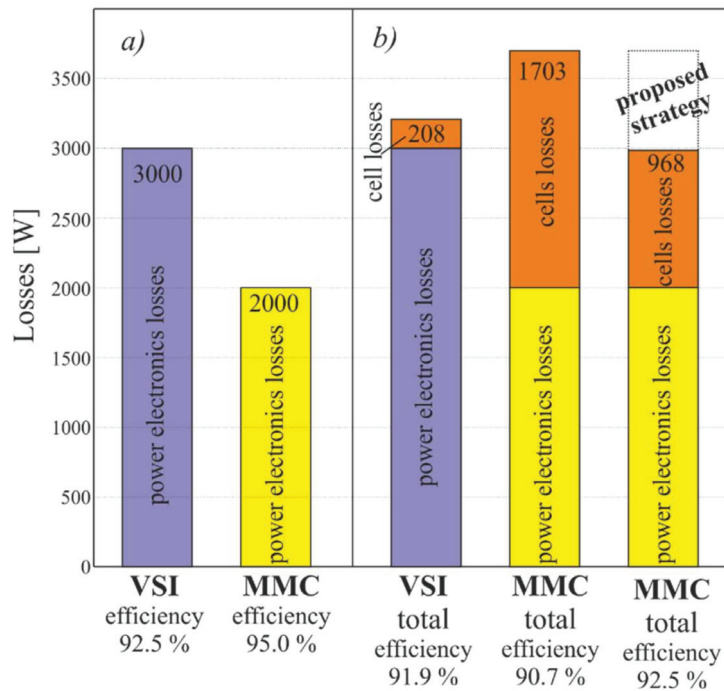 a)
b)
Losses [W]
3500
3000
2500
2000
1500
1000
500
0
3000
power electronics losses
2000
power electronics losses
cell losses
208
power electronics losses
1703
cells losses
power electronics losses
proposed
strategy
968
cells losses
power electronics losses
VSI
efficiency
92.5 %
MMC
efficiency
95.0 %
VSI
total
efficiency
91.9 %
MMC
total
efficiency
90.7 %
MMC
total
efficiency
92.5 %